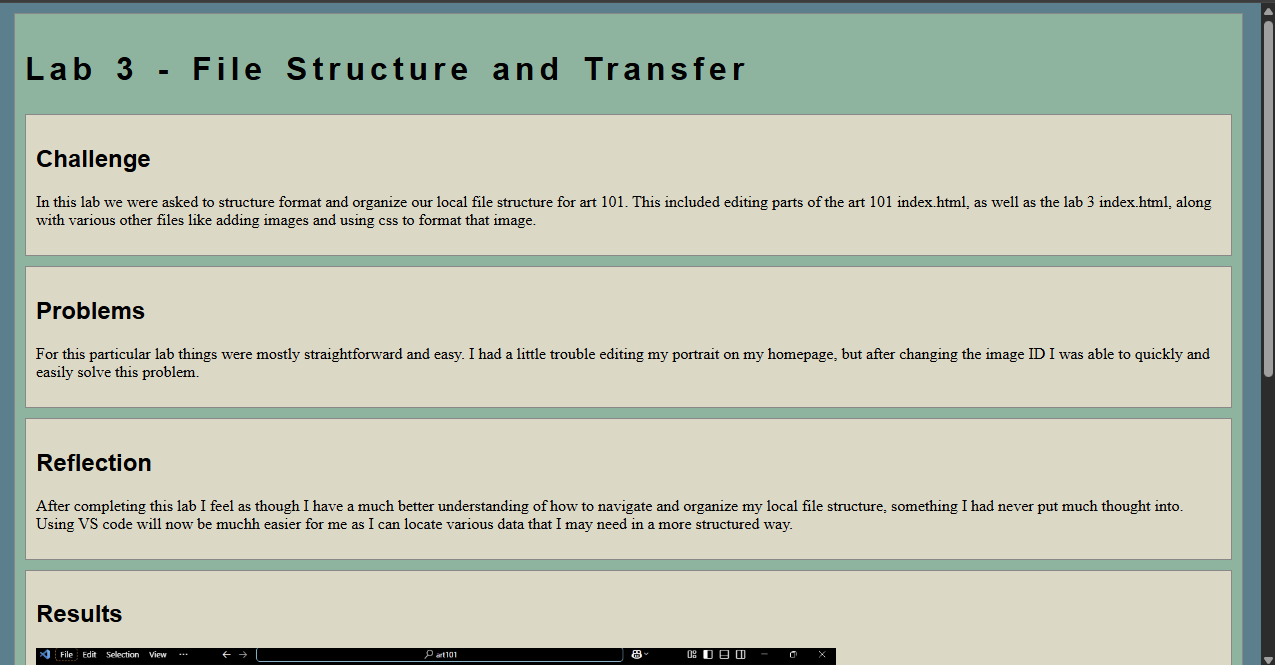 Lab 3 - File Structure and Transfer
Challenge
In this lab we were asked to structure format and organize our local file structure for art 101. This included editing parts of the art 101 index.html, as well as the lab 3 index.html, along
with various other files like adding images and using css to format that image.
Problems
For this particular lab things were mostly straightforward and easy. I had a little trouble editing my portrait on my homepage, but after changing the image ID I was able to quickly and
easily solve this problem.
Reflection
After completing this lab I feel as though I have a much better understanding of how to navigate and organize my local file structure, something I had never put much thought into.
Using VS code will now be muchh easier for me as I can locate various data that I may need in a more structured way.
Results
File Edit Selection View ··· art101